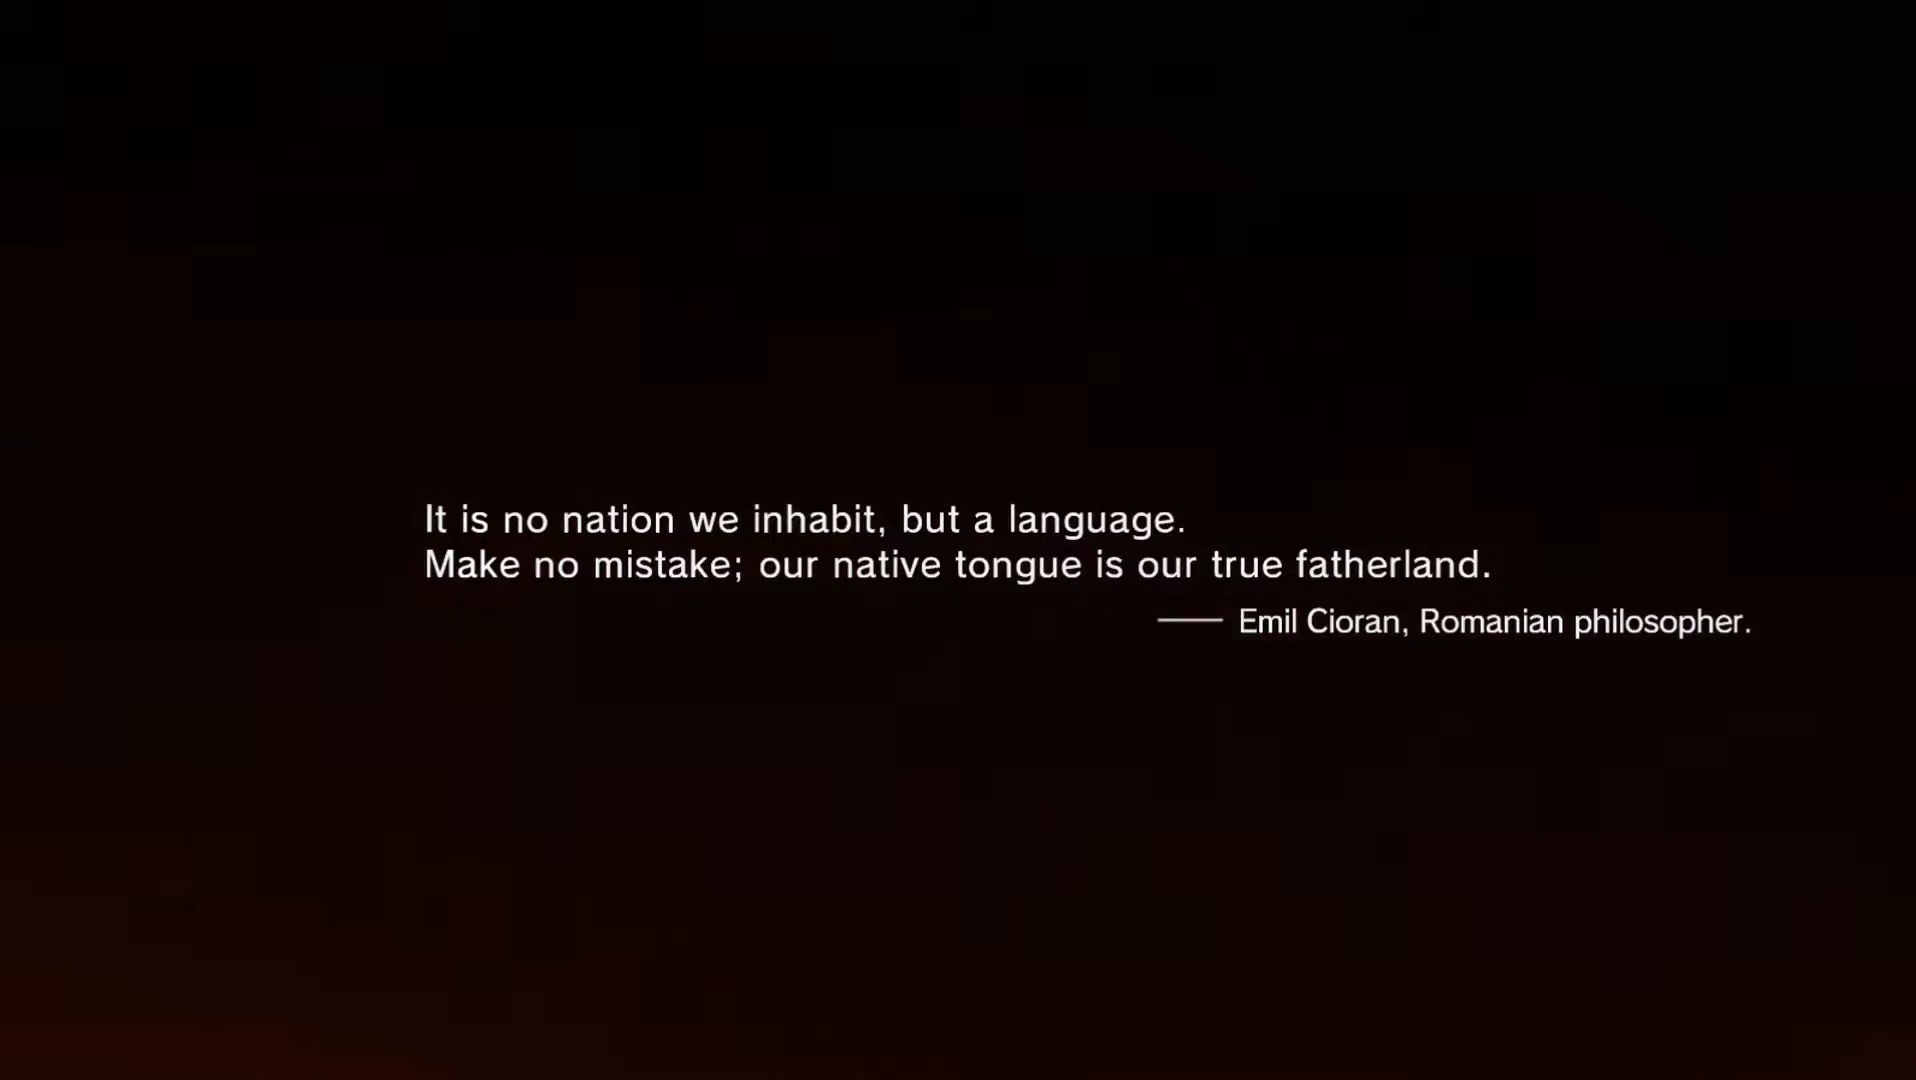 It is no nation we inhabit, but a language.
Make no mistake; our native tongue is our true fatherland.
—— Emil Cioran, Romanian philosopher.